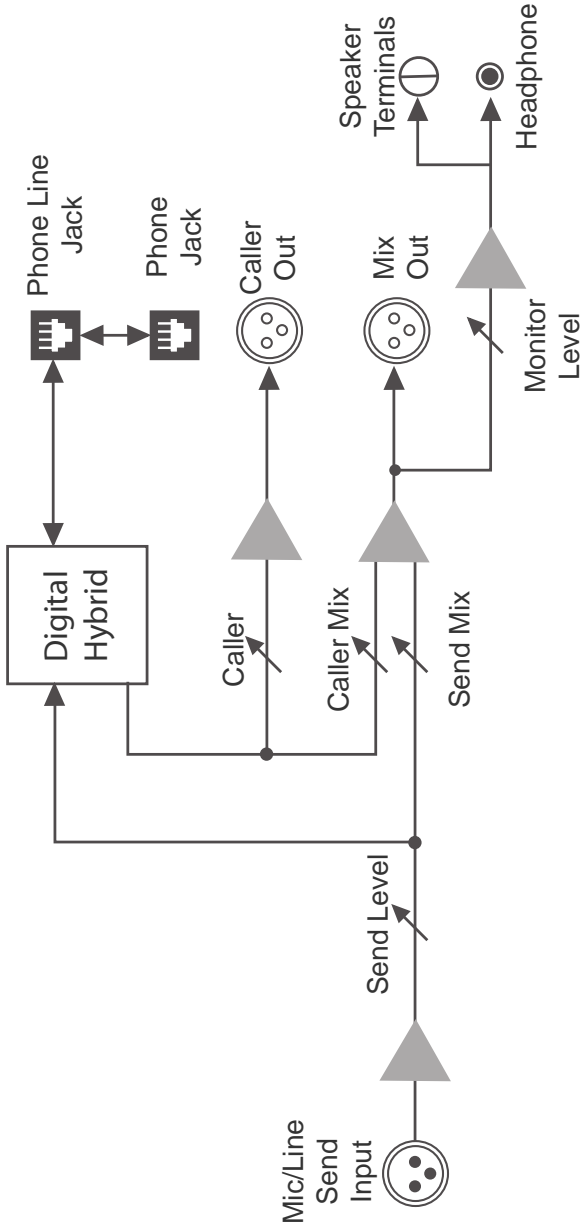 Mic/Line
Send
Input
Send Level
Digital
Hybrid
Caller
Caller Mix
Send Mix
Phone Line
Jack
Phone
Jack
Caller
Out
Mix
Out
Monitor
Level
Speaker
Terminals
Headphone